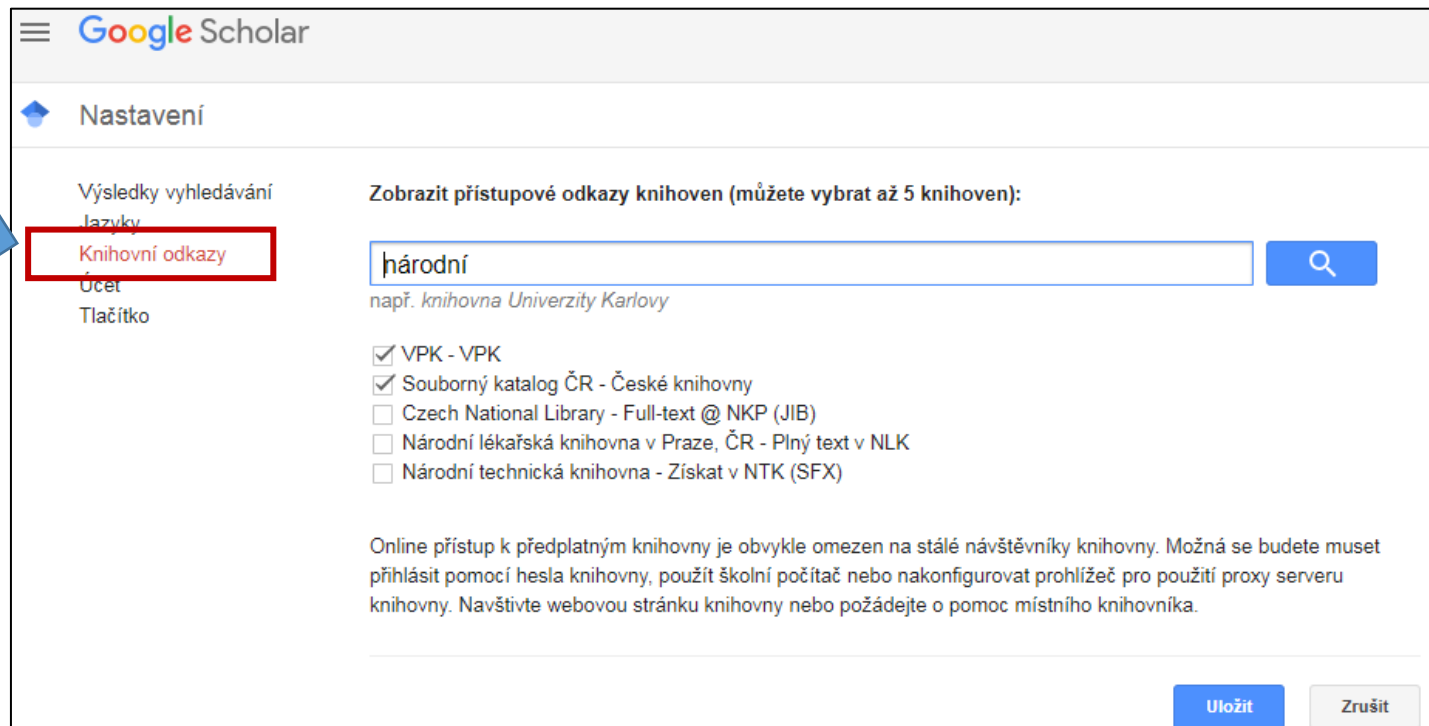 Google Scholar
Nastavení
Výsledky vyhledávání
Jazyky
Knihovní odkazy
Účet
Tlačítko
Zobrazit přístupové odkazy knihoven (můžete vybrat až 5 knihoven):
národní
např. knihovna Univerzity Karlovy
VPK - VPK
Souborný katalog ČR - České knihovny
Czech National Library - Full-text @ NKP (JIB)
Národní lékařská knihovna v Praze, ČR - Plný text v NLK
Národní technická knihovna - Získat v NTK (SFX)
Online přístup k předplatným knihovny je obvykle omezen na stálé návštěvníky knihovny. Možná se budete muset
přihlásit pomocí hesla knihovny, použít školní počítač nebo nakonfigurovat prohlížeč pro použití proxy serveru
knihovny. Navštivte webovou stránku knihovny nebo požádejte o pomoc místního knihovníka.
Uložit
Zrušit